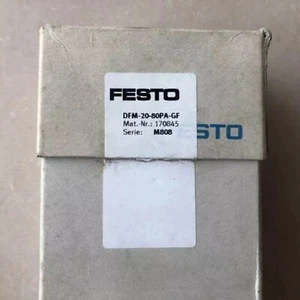 FESTO
DFM-20-80PA-GF
Mat.-Nr.: 170845
Serie: M808
ESTO